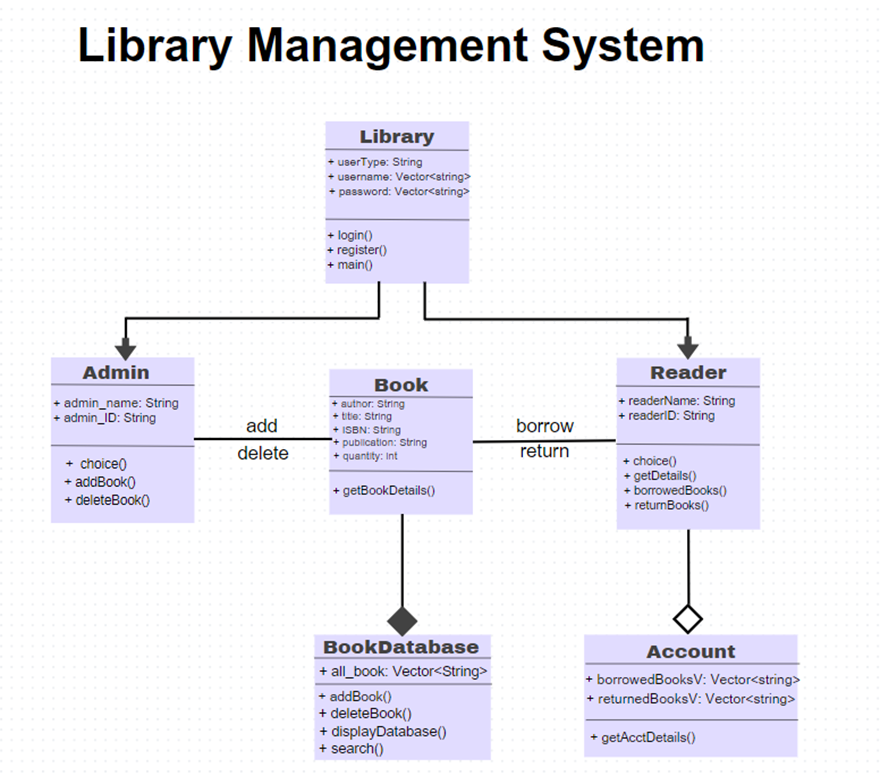 Library Management System
Library
+ userType: String
+ username: Vector<string>
+ password: Vector<string>
+ login()
+ register()
+ main()
Admin
+ admin_name: String
+ admin_ID: String
+ choice()
+ addBook()
+ deleteBook()
add
delete
Book
+ author: String
+ title: String
+ ISBN: String
+ publication: String
+ quantity: Int
+ getBookDetails()
borrow
return
Reader
+ readerName: String
+ readerID: String
+ choice()
+ getDetails()
+ borrowedBooks()
+ returnBooks()
BookDatabase
+ all_book: Vector<String>
+ addBook()
+ deleteBook()
+ displayDatabase()
+ search()
Account
+ borrowedBooksV: Vector<string>
+ returnedBooksV: Vector<string>
+ getAcctDetails()